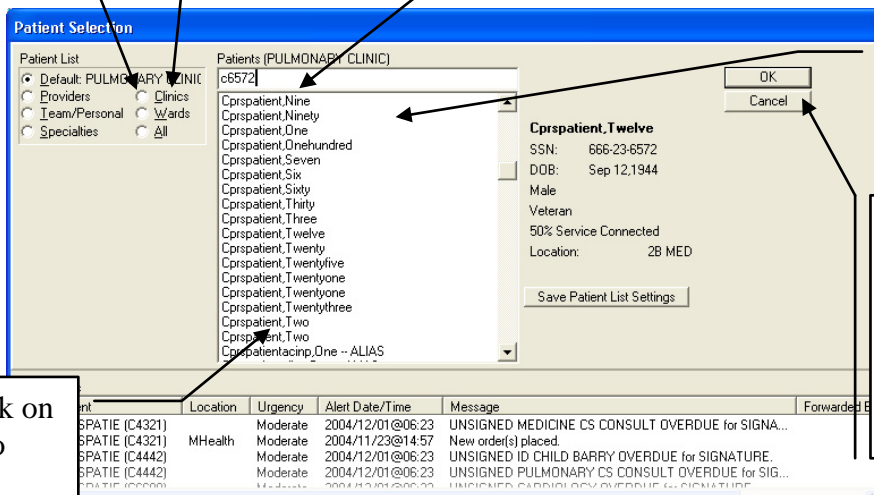 Patient Selection
Patient List
Default: PULMONARY CLINIC
Providers Clinics
Team/Personal Wards
Specialties All
Patients (PULMONARY CLINIC)
c6572
Cprspatient,Nine
Cprspatient,Ninety
Cprspatient,One
Cprspatient,Onehundred
Cprspatient,Seven
Cprspatient,Six
Cprspatient,Sixty
Cprspatient,Thirty
Cprspatient,Three
Cprspatient,Twelve
Cprspatient,Twenty
Cprspatient,Twentyfive
Cprspatient,Twentyone
Cprspatient,Twentyone
Cprspatient,Twentythree
Cprspatient,Two
Cprspatient,Two
Cprspatientacinp,One -- ALIAS
OK
Cancel
Cprspatient,Twelve
SSN: 666-23-6572
DOB: Sep 12,1944
Male
Veteran
50% Service Connected
Location: 2B MED
Save Patient List Settings
k on
Location Urgency Alert Date/Time Message Forwarded
SPATIE (C4321) Moderate 2004/12/01@06:23 UNSIGNED MEDICINE CS CONSULT OVERDUE for SIGNA...
SPATIE (C4321) MHealth Moderate 2004/11/23@14:57 New order(s) placed.
SPATIE (C4442) Moderate 2004/12/01@06:23 UNSIGNED ID CHILD BARRY OVERDUE for SIGNATURE.
SPATIE (C4442) Moderate 2004/12/01@06:23 UNSIGNED PULMONARY CS CONSULT OVERDUE for SIG...